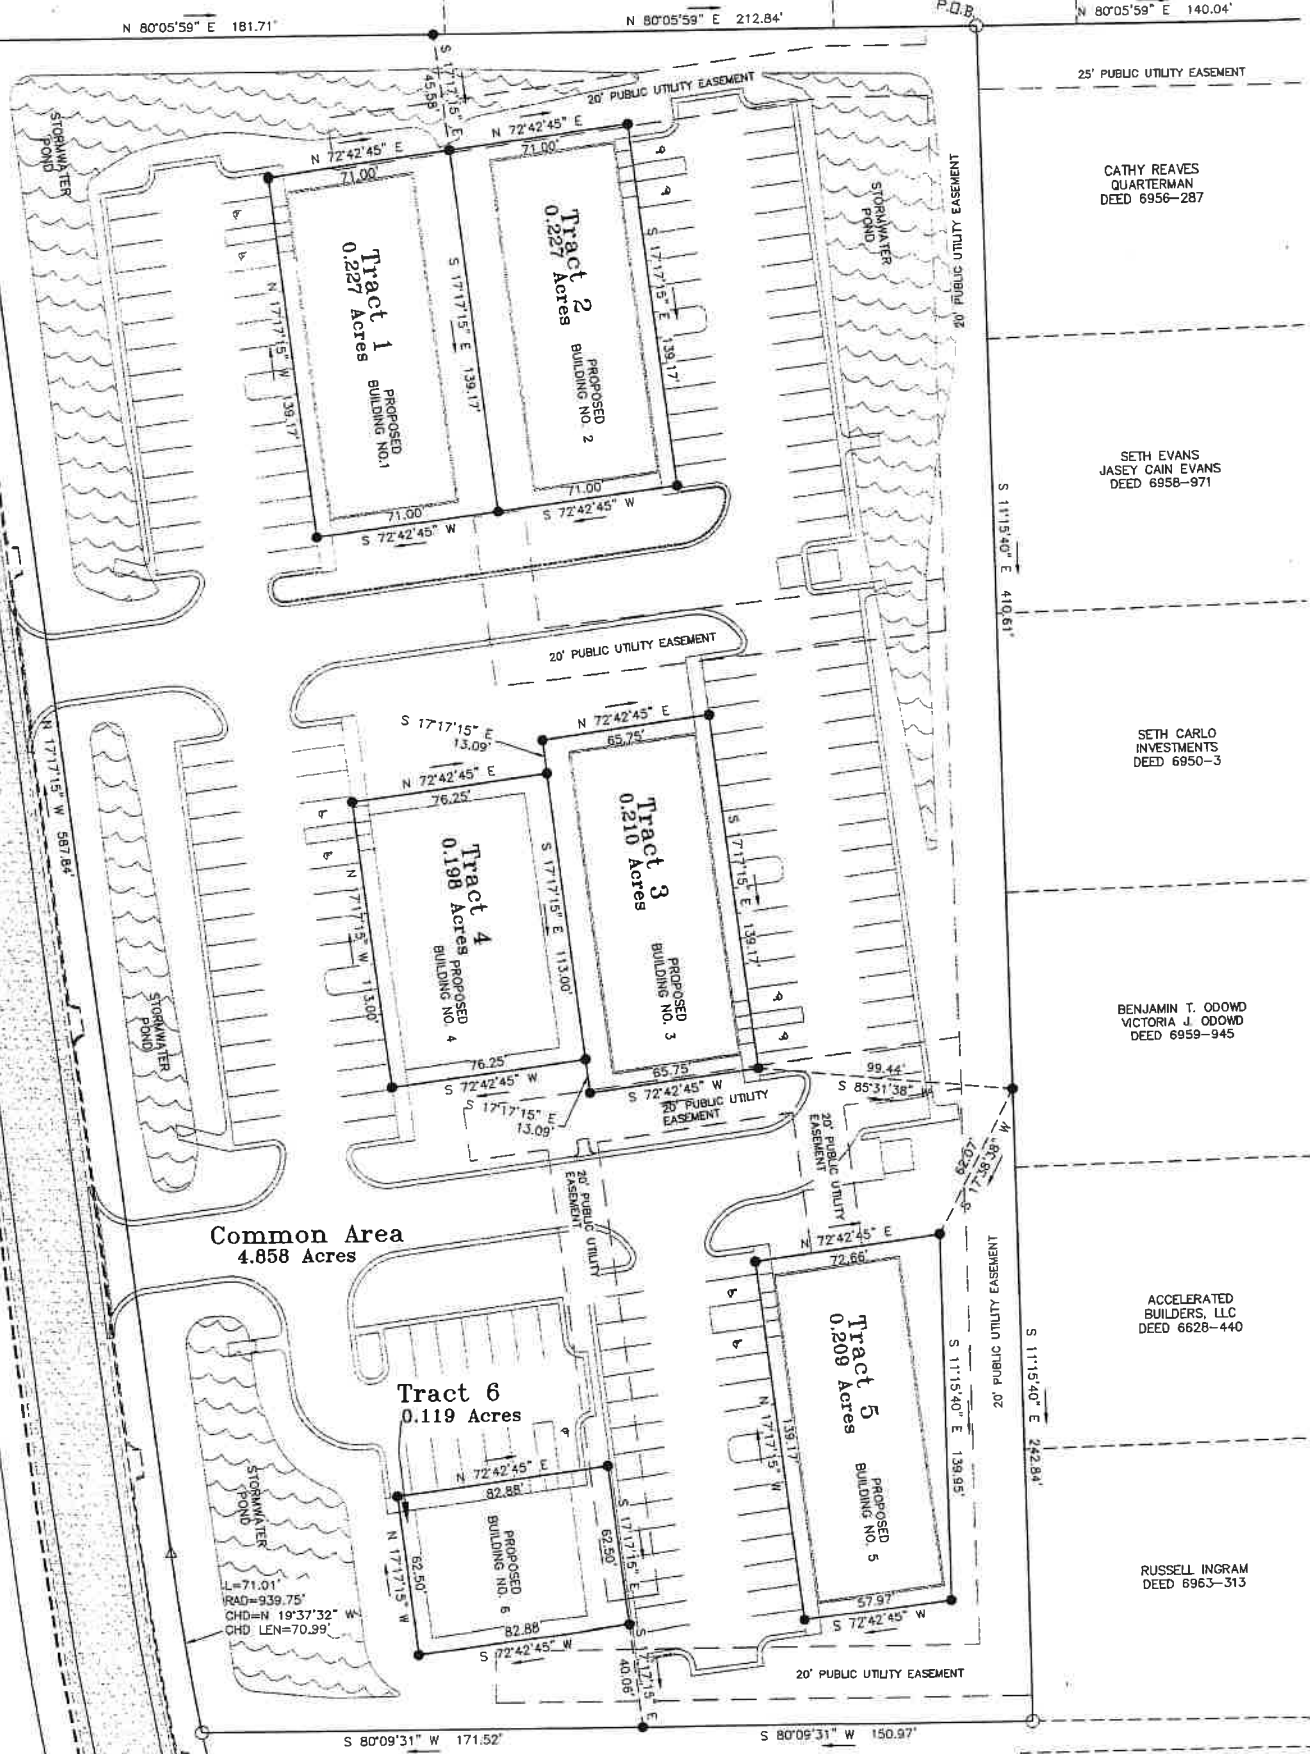 N 80°05'59" E 181.71'
N 80°05'59" E 212.84'
P.O.B.
N 80°05'59" E 140.04'
25' PUBLIC UTILITY EASEMENT
S 17°17'15" E
45.58'
20' PUBLIC UTILITY EASEMENT
STORMWATER
POND
N 72°42'45" E
71.00'
N 72°42'45" E
71.00'
STORMWATER
POND
20' PUBLIC UTILITY EASEMENT
CATHY REAVES
QUARTERMAN
DEED 6956-287
Tract 1
0.227 Acres
PROPOSED
BUILDING NO.1
N 17°17'15" W 139.17'
S 17°17'15" E 139.17'
Tract 2
0.227 Acres
PROPOSED
BUILDING NO. 2
S 17°17'15" E 139.17'
71.00'
S 72°42'45" W
71.00'
S 72°42'45" W
SETH EVANS
JASEY CAIN EVANS
DEED 6958-971
S 11°15'40" E 410.61'
20' PUBLIC UTILITY EASEMENT
N 17°17'15" W 587.84'
S 17°17'15" E
13.09'
N 72°42'45" E
65.75'
N 72°42'45" E
76.25'
SETH CARLO
INVESTMENTS
DEED 6950-3
Tract 3
0.210 Acres
PROPOSED
BUILDING NO. 3
S 17°17'15" E 139.17'
Tract 4
0.198 Acres
PROPOSED
BUILDING NO. 4
N 17°17'15" W 113.00'
S 17°17'15" E 113.00'
STORMWATER
POND
BENJAMIN T. ODOWD
VICTORIA J. ODOWD
DEED 6959-945
76.25'
S 72°42'45" W
65.75'
S 72°42'45" W
S 17°17'15" E
13.09'
20' PUBLIC UTILITY
EASEMENT
99.44'
S 85°31'38" W
20' PUBLIC UTILITY
EASEMENT
62.07'
S 17°38'38" W
20' PUBLIC UTILITY
EASEMENT
Common Area
4.858 Acres
N 72°42'45" E
72.66'
20' PUBLIC UTILITY EASEMENT
ACCELERATED
BUILDERS, LLC
DEED 6628-440
S 11°15'40" E 242.84'
Tract 5
0.209 Acres
PROPOSED
BUILDING NO. 5
N 17°17'15" W
139.17'
S 11°15'40" E 139.95'
Tract 6
0.119 Acres
N 72°42'45" E
82.88'
PROPOSED
BUILDING NO. 6
N 17°17'15" W
62.50'
S 17°17'15" E
62.50'
STORMWATER
POND
57.97'
S 72°42'45" W
82.88'
S 72°42'45" W
RUSSELL INGRAM
DEED 6963-313
L=71.01'
RAD=939.75'
CHD=N 19°37'32" W
CHD LEN=70.99'
S 17°17'15" E
40.06'
20' PUBLIC UTILITY EASEMENT
S 80°09'31" W 171.52'
S 80°09'31" W 150.97'